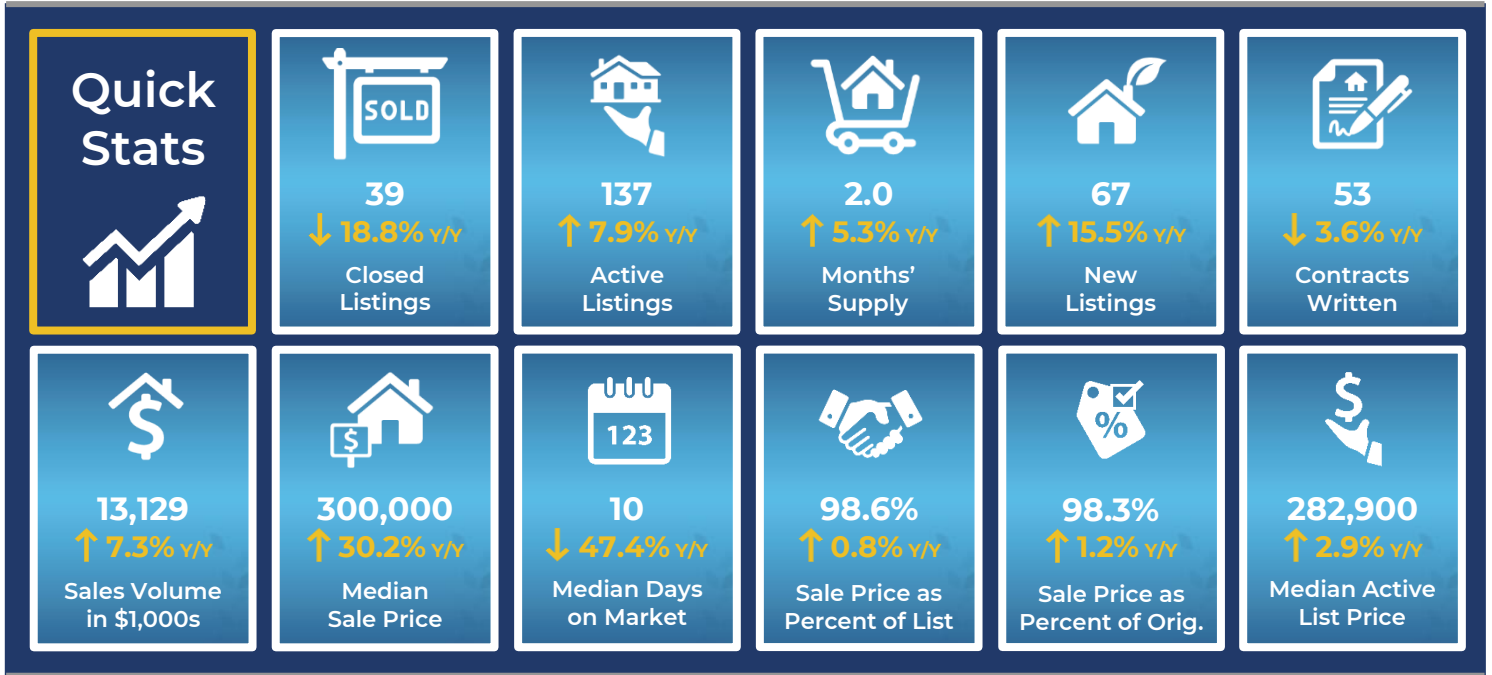 Quick
Stats
SOLD
39
↓ 18.8% Y/Y
Closed
Listings
137
↑ 7.9% Y/Y
Active
Listings
2.0
↑ 5.3% Y/Y
Months’
Supply
67
↑ 15.5% Y/Y
New
Listings
53
↓ 3.6% Y/Y
Contracts
Written
$
13,129
↑ 7.3% Y/Y
Sales Volume
in $1,000s
$
300,000
↑ 30.2% Y/Y
Median
Sale Price
123
10
↓ 47.4% Y/Y
Median Days
on Market
98.6%
↑ 0.8% Y/Y
Sale Price as
Percent of List
%
98.3%
↑ 1.2% Y/Y
Sale Price as
Percent of Orig.
$
282,900
↑ 2.9% Y/Y
Median Active
List Price